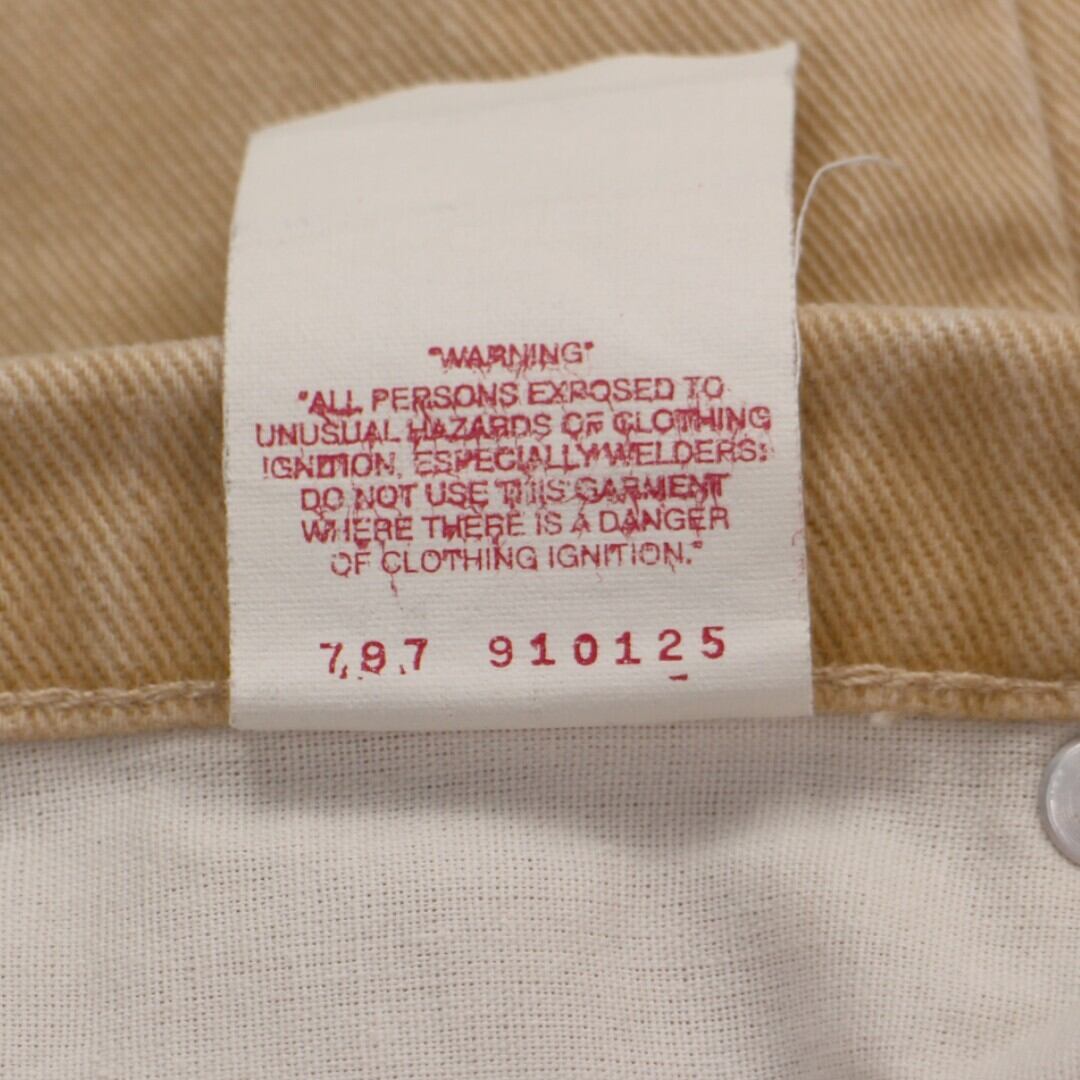 "WARNING"
"ALL PERSONS EXPOSED TO
UNUSUAL HAZARDS OF CLOTHING
IGNITION, ESPECIALLY WELDERS:
DO NOT USE THIS GARMENT
WHERE THERE IS A DANGER
OF CLOTHING IGNITION."
797 910125